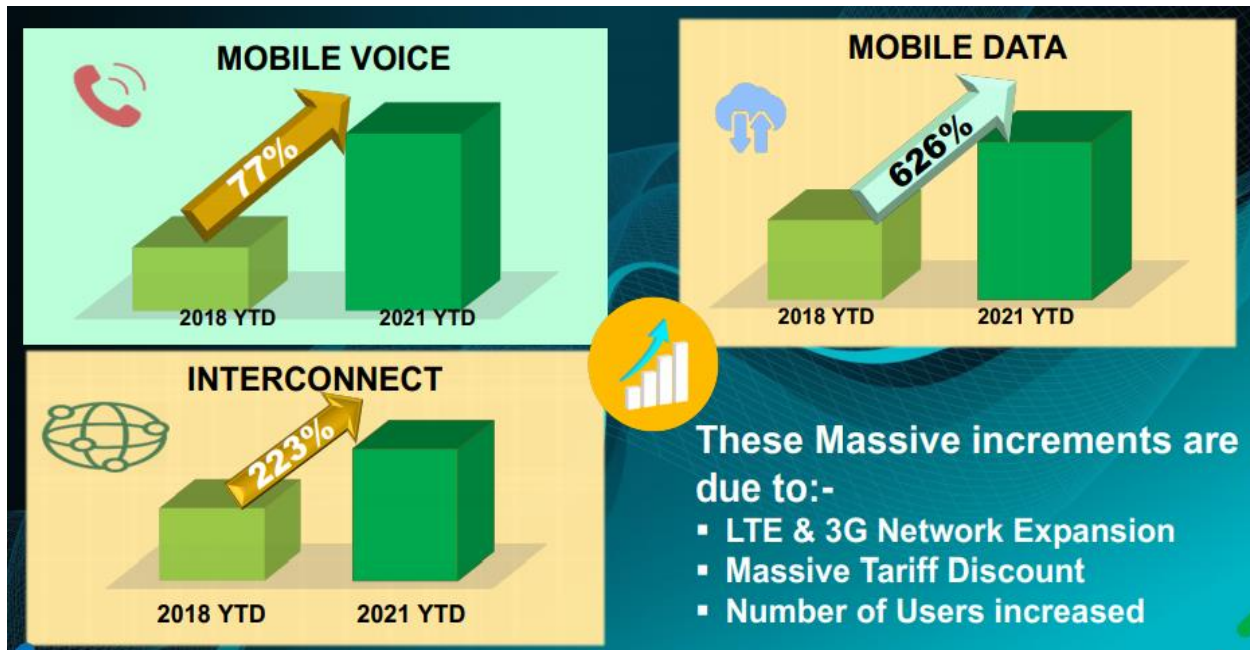 MOBILE VOICE
77%
2018 YTD 2021 YTD
MOBILE DATA
626%
2018 YTD 2021 YTD
INTERCONNECT
223%
2018 YTD 2021 YTD
These Massive increments are
due to:-
▪ LTE & 3G Network Expansion
▪ Massive Tariff Discount
▪ Number of Users increased